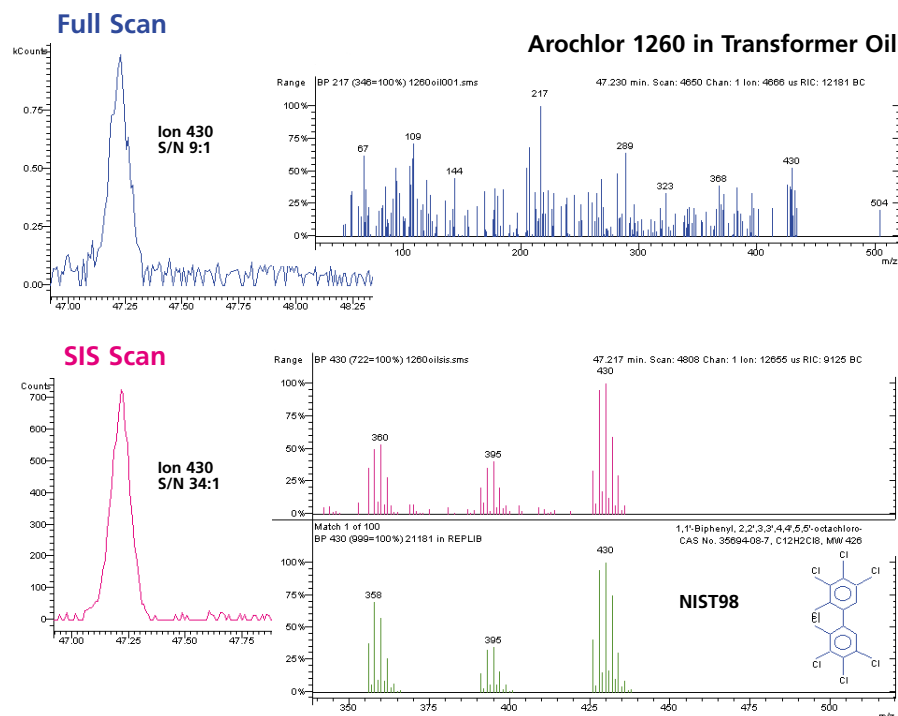 Full Scan
Arochlor 1260 in Transformer Oil
kCounts
0.75
0.50
0.25
0.00
47.00 47.25 47.50 47.75 48.00 48.25
Ion 430
S/N 9:1
Range BP 217 (346=100%) 1260oil001.sms 47.230 min. Scan: 4650 Chan: 1 Ion: 4666 us RIC: 12181 BC
100%
75%
50%
25%
0%
67 109 144 217 289 323 368 430 504
100 200 300 400 500
m/z
SIS Scan
Counts
700
600
500
400
300
200
100
0
47.00 47.25 47.50 47.75
Ion 430
S/N 34:1
Range BP 430 (722=100%) 1260oilsis.sms 47.217 min. Scan: 4808 Chan: 1 Ion: 12655 us RIC: 9125 BC
100%
75%
50%
25%
0%
360 395 430
Match 1 of 100
BP 430 (999=100%) 21181 in REPLIB
1,1'-Biphenyl, 2,2',3,3',4,4',5,5'-octachloro-
CAS No. 35694-08-7, C12H2Cl8, MW 426
100%
75%
50%
25%
0%
358 395 430
NIST98
Cl
Cl Cl
Cl
Cl
Cl Cl
Cl
350 375 400 425 450 475 500
m/z